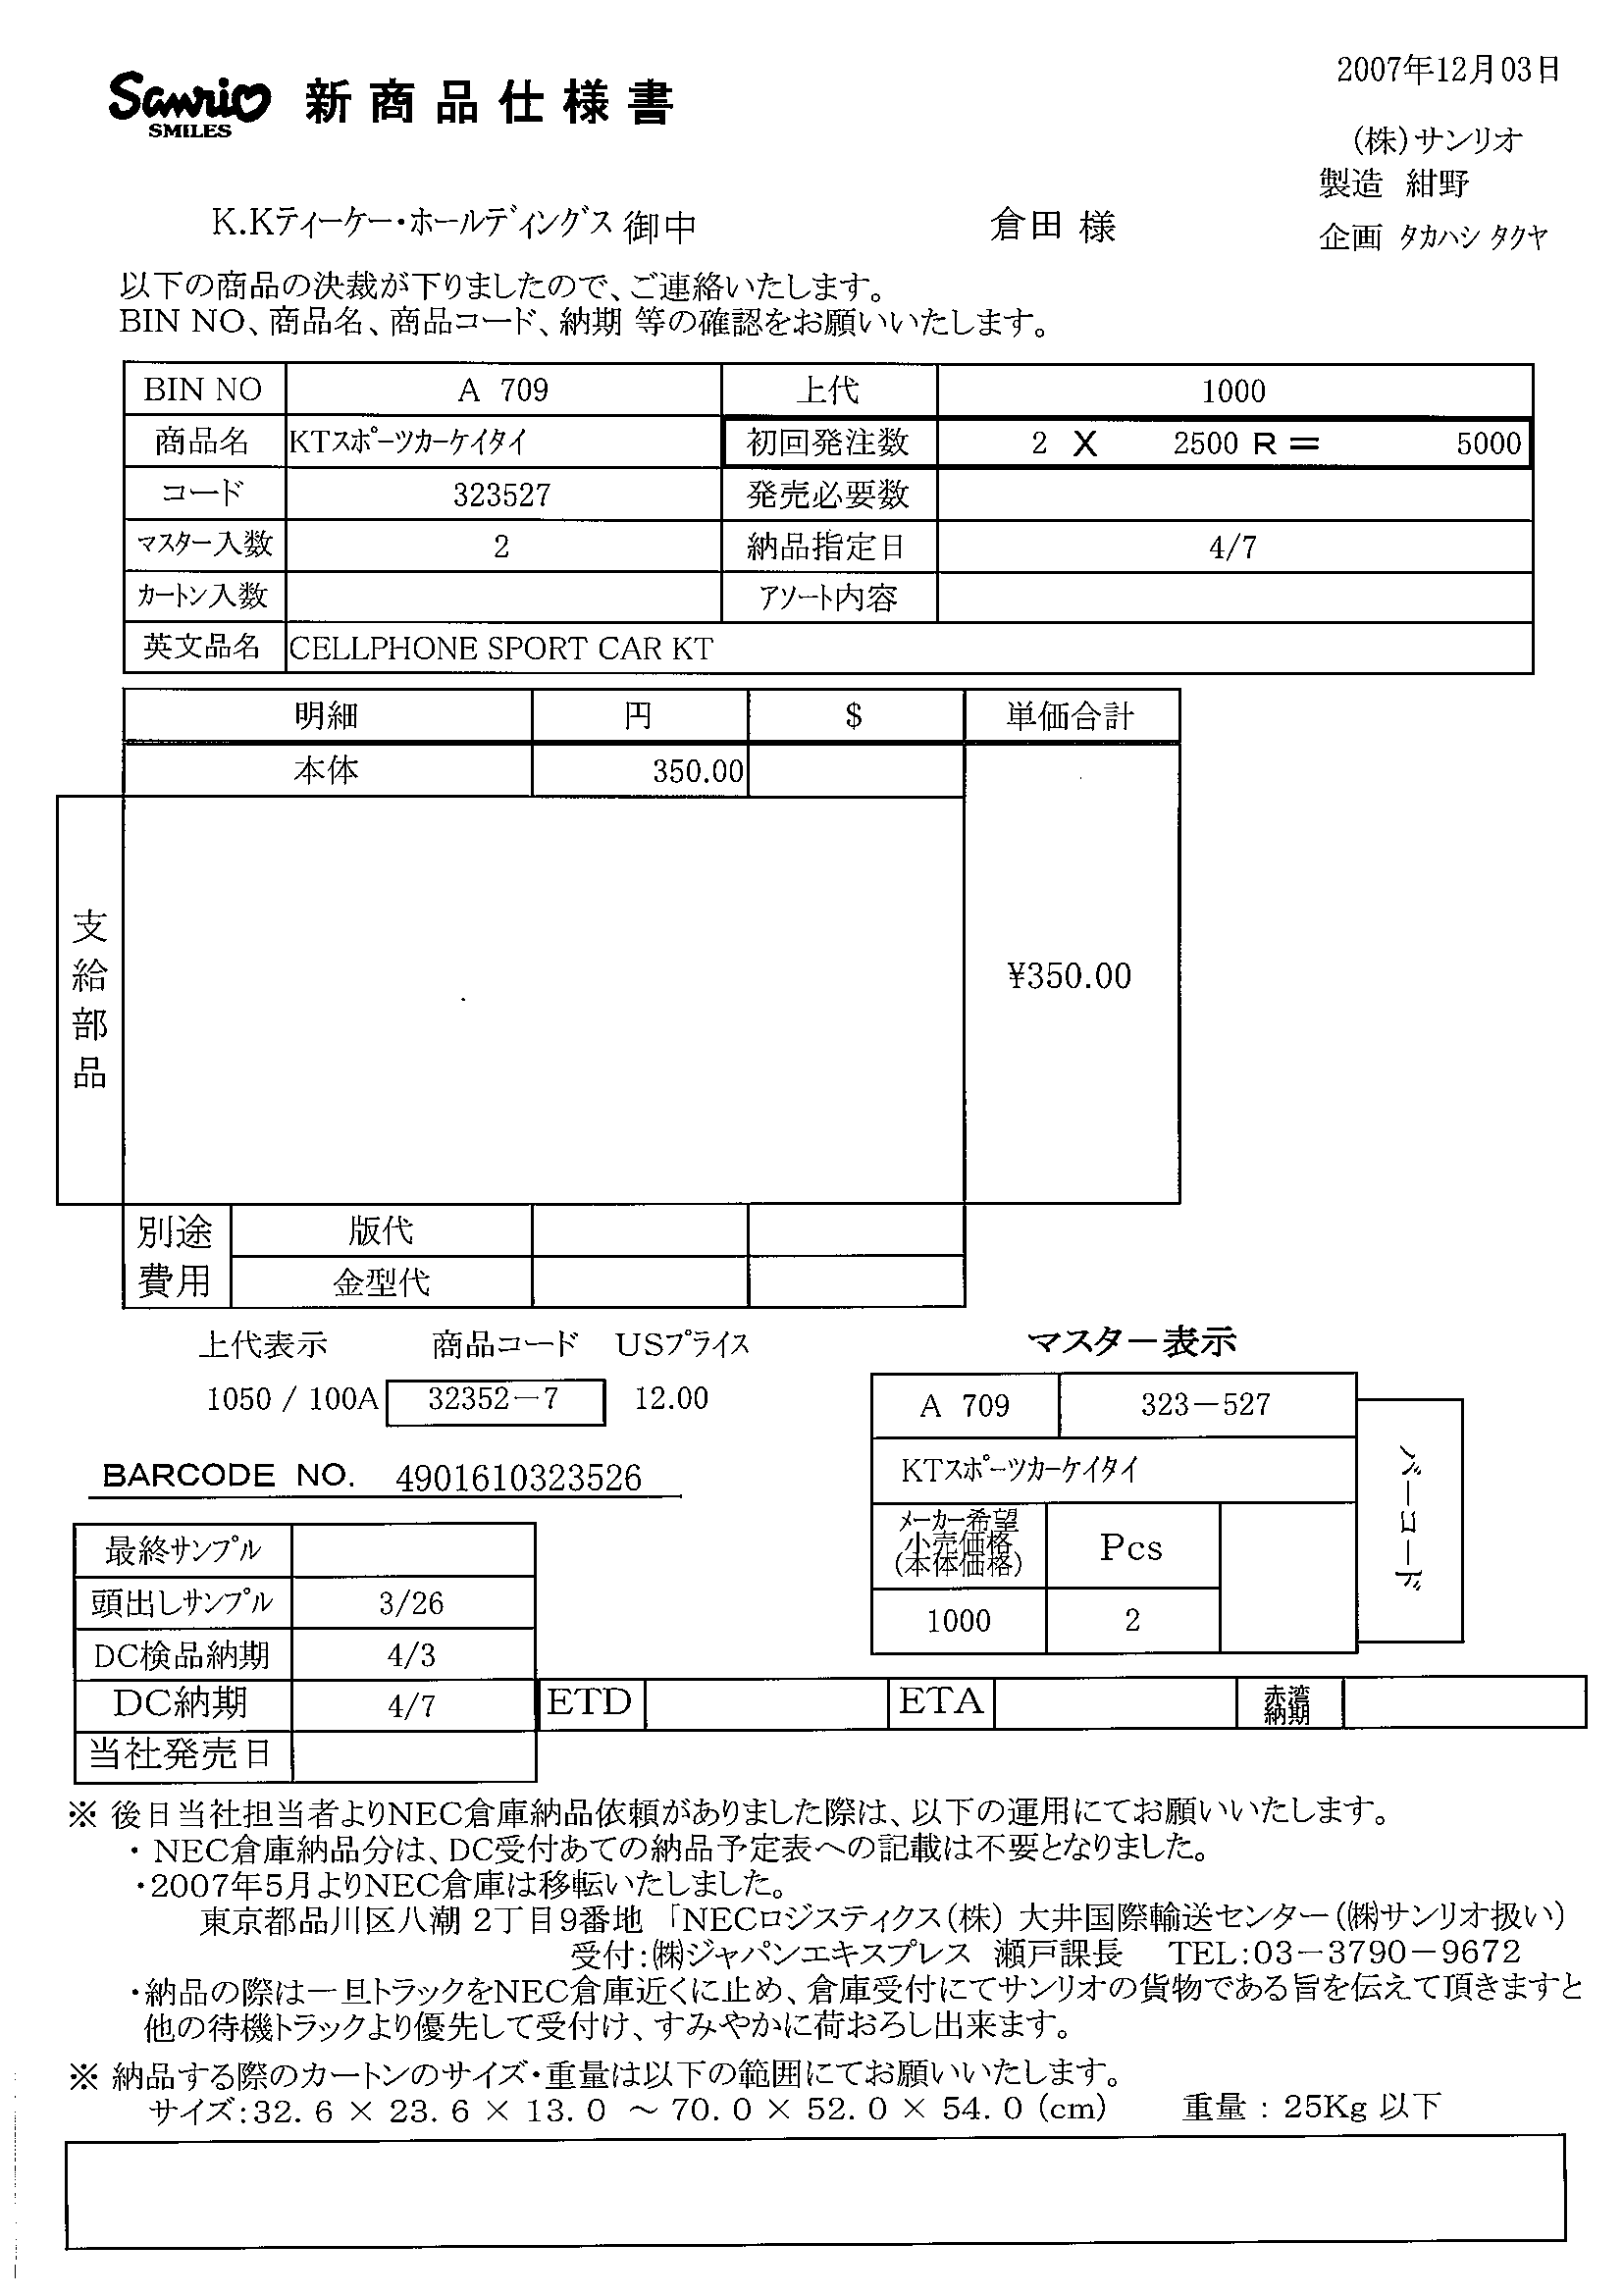 2007年12月03日
Sanrio SMILES 新商品仕様書
(株)サンリオ
製造 紺野
K.Kティーケー・ホールディングス 御中 倉田 様
企画 タカハシ タクヤ
以下の商品の決裁が下りましたので、ご連絡いたします。
BIN NO、商品名、商品コード、納期 等の確認をお願いいたします。
BIN NO A 709 上代 1000
商品名 KTスポーツカーケイタイ 初回発注数 2 X 2500 R = 5000
コード 323527 発売必要数
マスター入数 2 納品指定日 4/7
カートン入数 アソート内容
英文品名 CELLPHONE SPORT CAR KT
明細 円 $ 単価合計
本体 350.00
支給部品
¥350.00
別途費用 版代
金型代
上代表示 商品コード USプライス
1050 / 100A 32352-7 12.00
BARCODE NO. 4901610323526
マスター表示
A 709 323-527
KTスポーツカーケイタイ
メーカー希望
小売価格
(本体価格)
Pcs
1000 2
バーコード
最終サンプル
頭出しサンプル 3/26
DC検品納期 4/3
DC納期 4/7 ETD ETA 赤湾納期
当社発売日
※ 後日当社担当者よりNEC倉庫納品依頼がありました際は、以下の運用にてお願いいたします。
・ NEC倉庫納品分は、DC受付あての納品予定表への記載は不要となりました。
・2007年5月よりNEC倉庫は移転いたしました。
東京都品川区八潮 2丁目9番地 「NECロジスティクス(株) 大井国際輸送センター(㈱サンリオ扱い)
受付:㈱ジャパンエキスプレス 瀬戸課長 TEL:03-3790-9672
・納品の際は一旦トラックをNEC倉庫近くに止め、倉庫受付にてサンリオの貨物である旨を伝えて頂きますと
他の待機トラックより優先して受付け、すみやかに荷おろし出来ます。
※ 納品する際のカートンのサイズ・重量は以下の範囲にてお願いいたします。
サイズ:32.6 × 23.6 × 13.0 ～ 70.0 × 52.0 × 54.0 (cm) 重量 : 25Kg 以下